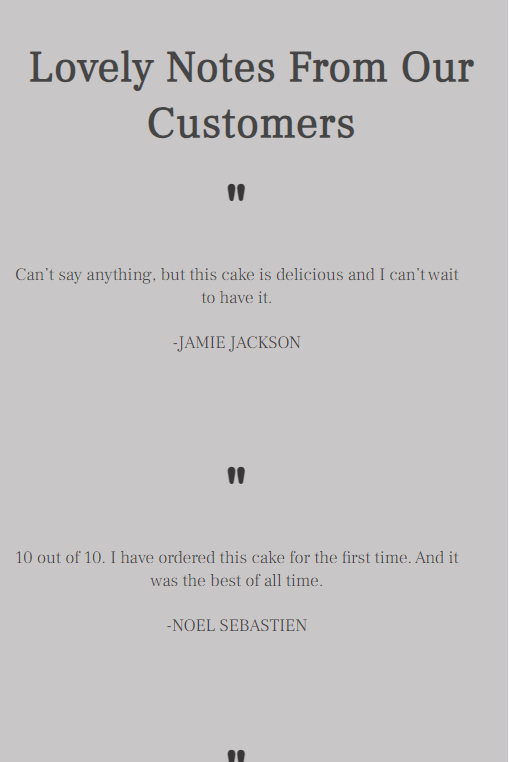 Lovely Notes From Our
Customers
"
Can’t say anything, but this cake is delicious and I can’t wait
to have it.
-JAMIE JACKSON
"
10 out of 10. I have ordered this cake for the first time. And it
was the best of all time.
-NOEL SEBASTIEN
"